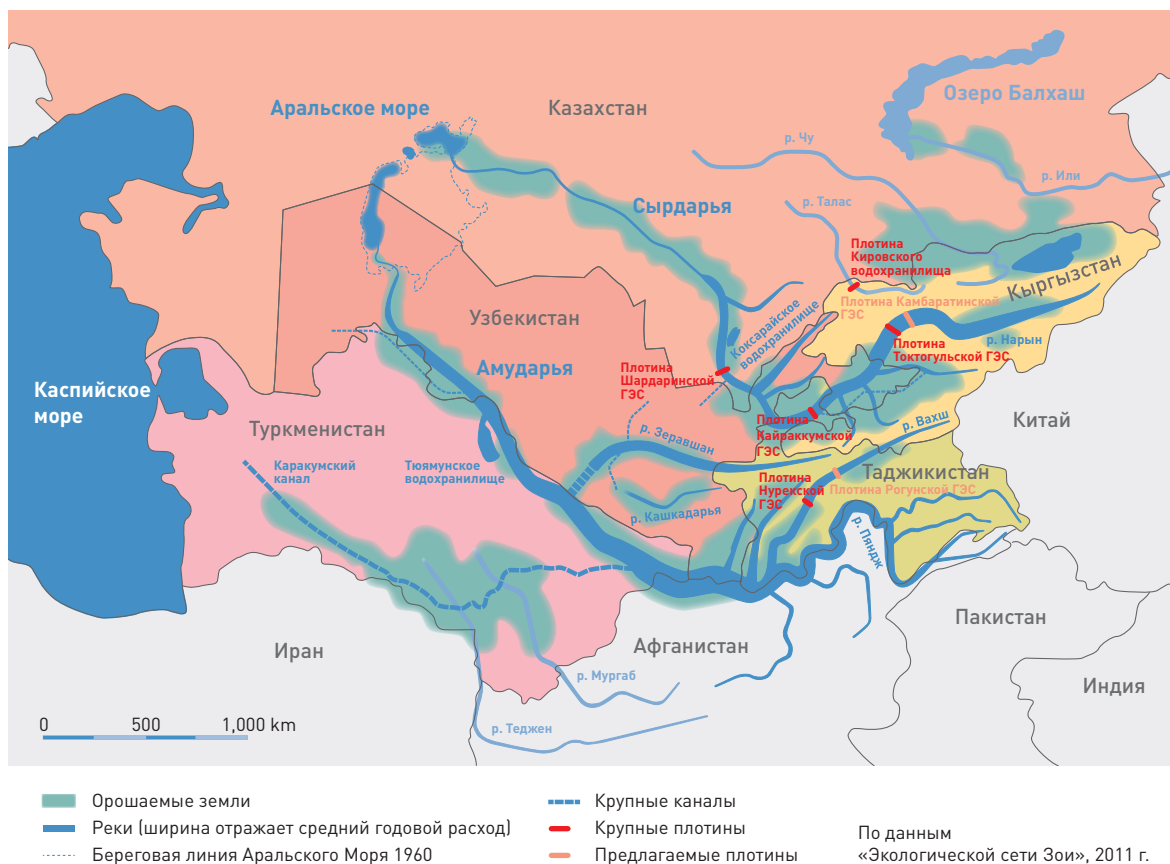 Аральское море
Казахстан
Озеро Балхаш
р. Чу
р. Или
р. Талас
Сырдарья
Плотина
Кировского
водохранилища
Кыргызстан
Плотина Камбаратинской
ГЭС
Коксарайское
водохранилище
Узбекистан
р. Нарын
Плотина
Токтогульской ГЭС
Амударья
Плотина
Шардаринской
ГЭС
Каспийское
море
Китай
Плотина
Кайраккумской
ГЭС
р. Вахш
Туркменистан
р. Зеравшан
Каракумский
канал
Тюямунское
водохранилище
Таджикистан
Плотина
Нурекской
ГЭС
Плотина Рогунской ГЭС
р. Кашкадарья
р. Пяндж
Пакистан
Иран
Афганистан
р. Мургаб
Индия
0 500 1,000 km
р. Теджен
Орошаемые земли
Реки (ширина отражает средний годовой расход)
Береговая линия Аральского Моря 1960
Крупные каналы
Крупные плотины
Предлагаемые плотины
По данным
«Экологической сети Зои», 2011 г.